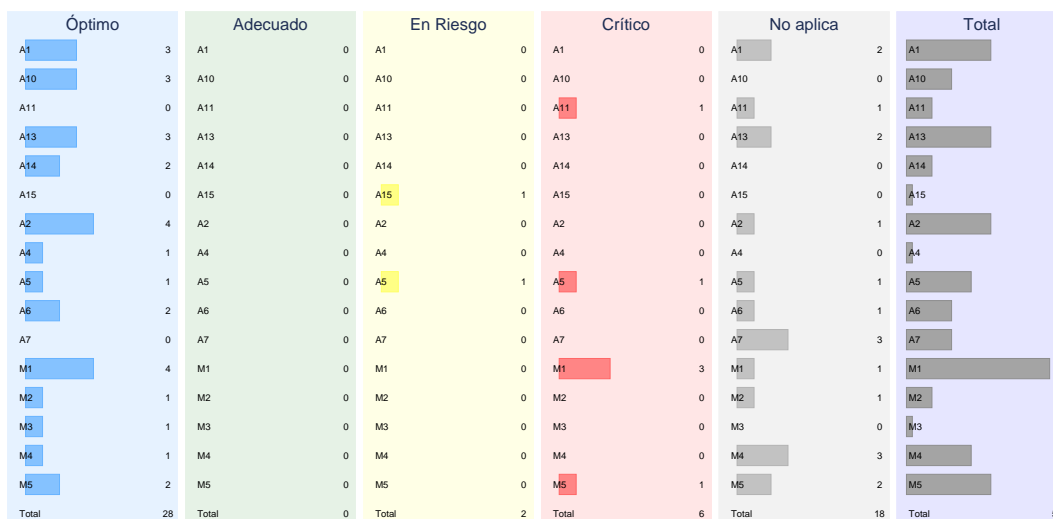 Óptimo Adecuado En Riesgo Crítico No aplica Total
A1 3 A1 0 A1 0 A1 0 A1 2 A1
A10 3 A10 0 A10 0 A10 0 A10 0 A10
A11 0 A11 0 A11 0 A11 1 A11 1 A11
A13 3 A13 0 A13 0 A13 0 A13 2 A13
A14 2 A14 0 A14 0 A14 0 A14 0 A14
A15 0 A15 0 A15 1 A15 0 A15 0 A15
A2 4 A2 0 A2 0 A2 0 A2 1 A2
A4 1 A4 0 A4 0 A4 0 A4 0 A4
A5 1 A5 0 A5 1 A5 1 A5 1 A5
A6 2 A6 0 A6 0 A6 0 A6 1 A6
A7 0 A7 0 A7 0 A7 0 A7 3 A7
M1 4 M1 0 M1 0 M1 3 M1 1 M1
M2 1 M2 0 M2 0 M2 0 M2 1 M2
M3 1 M3 0 M3 0 M3 0 M3 0 M3
M4 1 M4 0 M4 0 M4 0 M4 3 M4
M5 2 M5 0 M5 0 M5 1 M5 2 M5
Total 28 Total 0 Total 2 Total 6 Total 18 Total